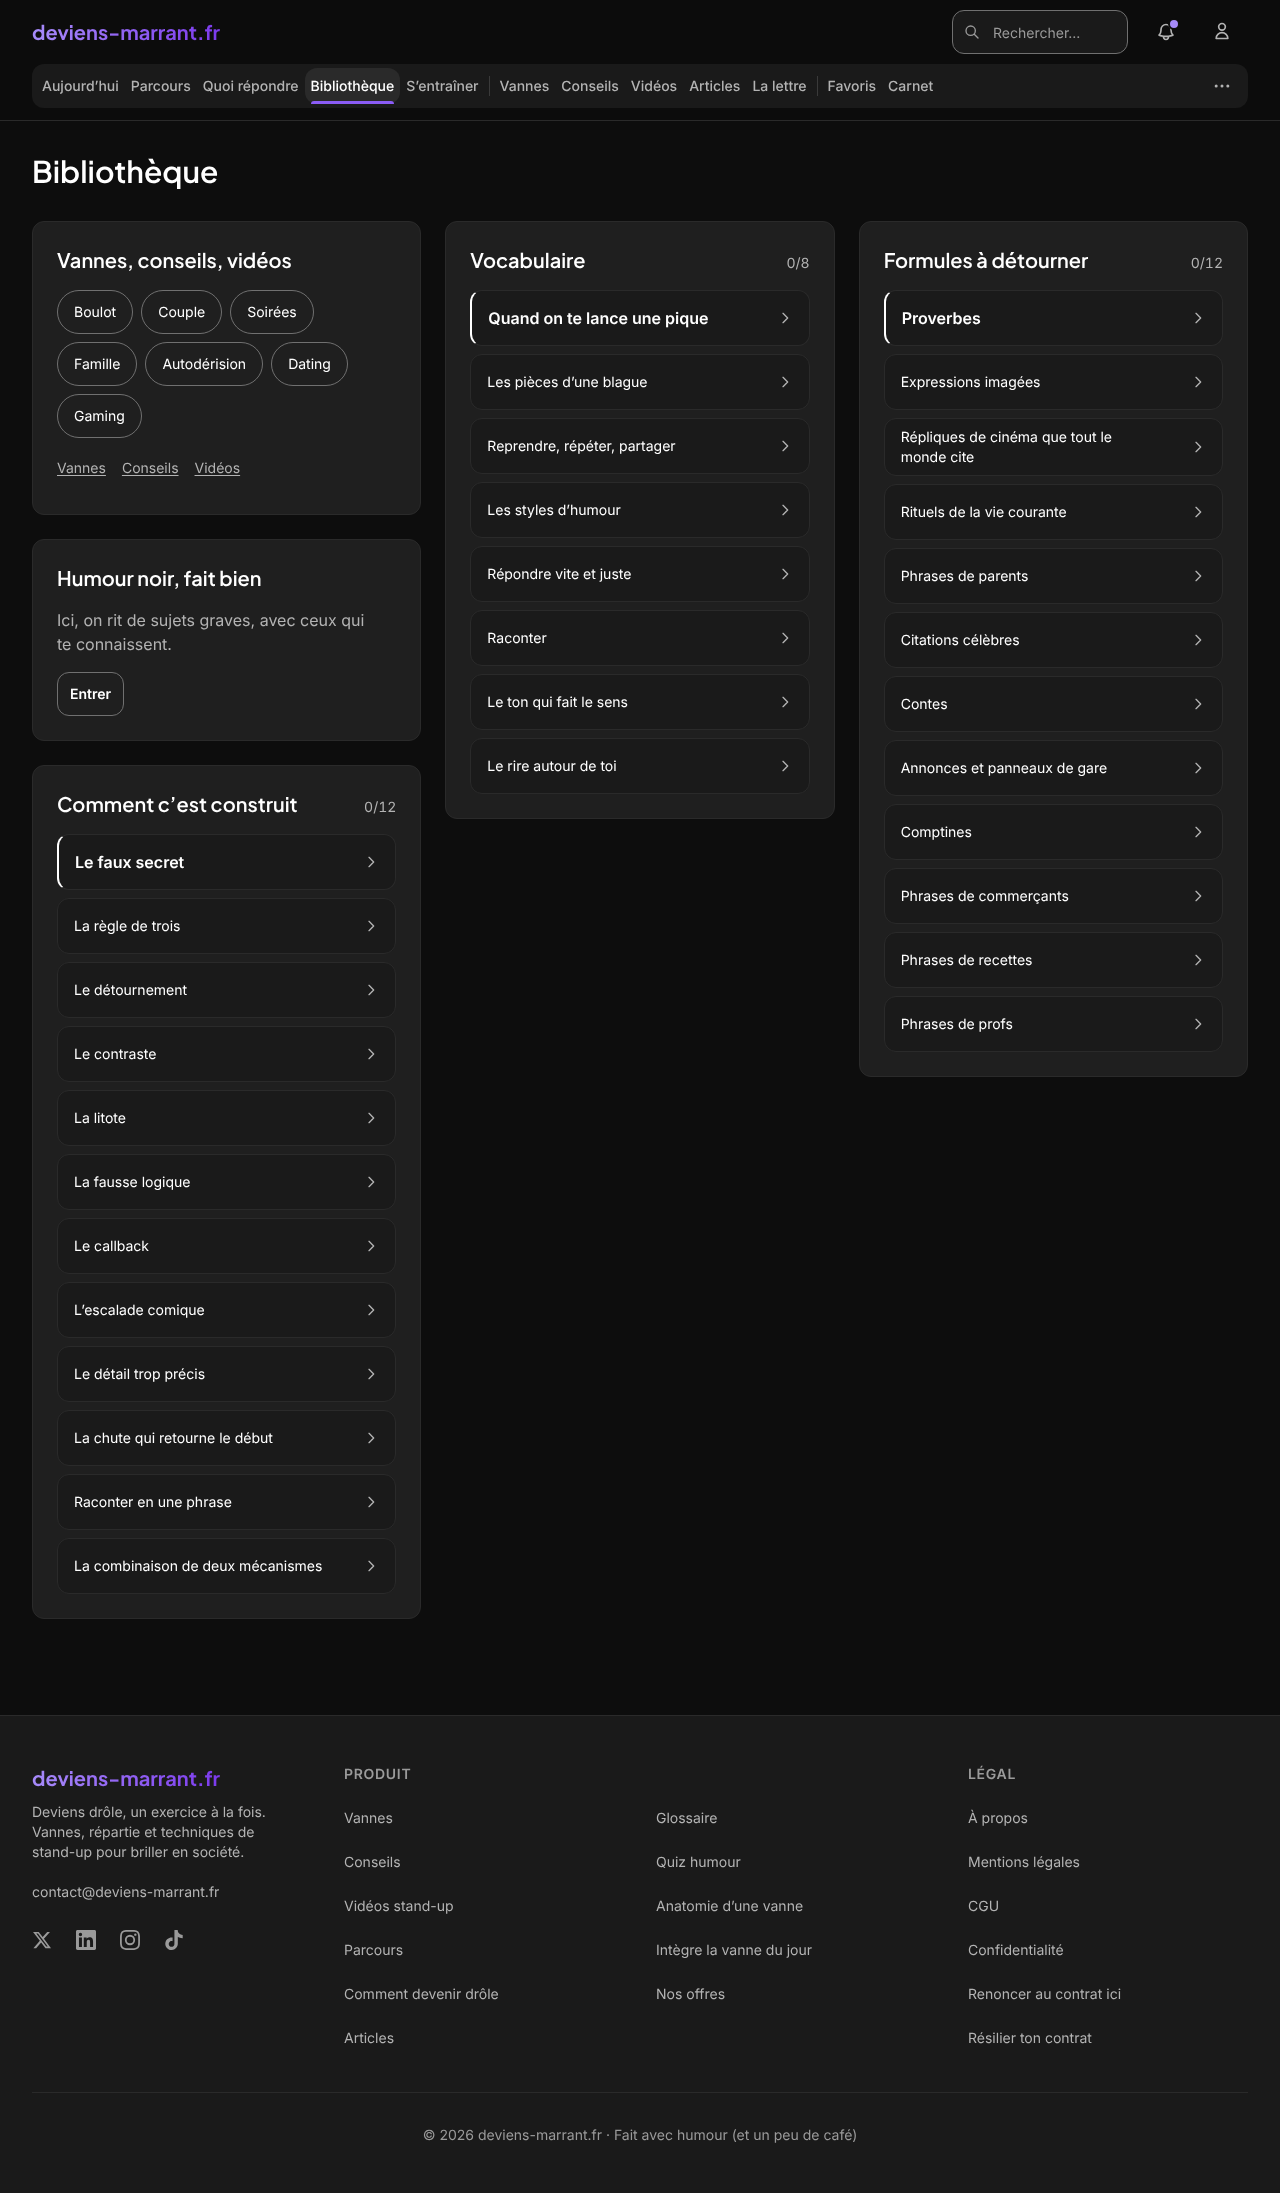 deviens-marrant.fr
Rechercher...
Aujourd’hui Parcours Quoi répondre Bibliothèque S’entraîner Vannes Conseils Vidéos Articles La lettre Favoris Carnet
Bibliothèque
Vannes, conseils, vidéos
Boulot Couple Soirées
Famille Autodérision Dating
Gaming
Vannes Conseils Vidéos
Humour noir, fait bien
Ici, on rit de sujets graves, avec ceux qui
te connaissent.
Entrer
Comment c’est construit 0/12
Le faux secret
La règle de trois
Le détournement
Le contraste
La litote
La fausse logique
Le callback
L’escalade comique
Le détail trop précis
La chute qui retourne le début
Raconter en une phrase
La combinaison de deux mécanismes
Vocabulaire 0/8
Quand on te lance une pique
Les pièces d’une blague
Reprendre, répéter, partager
Les styles d’humour
Répondre vite et juste
Raconter
Le ton qui fait le sens
Le rire autour de toi
Formules à détourner 0/12
Proverbes
Expressions imagées
Répliques de cinéma que tout le
monde cite
Rituels de la vie courante
Phrases de parents
Citations célèbres
Contes
Annonces et panneaux de gare
Comptines
Phrases de commerçants
Phrases de recettes
Phrases de profs
deviens-marrant.fr
Deviens drôle, un exercice à la fois.
Vannes, répartie et techniques de
stand-up pour briller en société.
contact@deviens-marrant.fr
PRODUIT
Vannes
Conseils
Vidéos stand-up
Parcours
Comment devenir drôle
Articles
Glossaire
Quiz humour
Anatomie d’une vanne
Intègre la vanne du jour
Nos offres
LÉGAL
À propos
Mentions légales
CGU
Confidentialité
Renoncer au contrat ici
Résilier ton contrat
© 2026 deviens-marrant.fr · Fait avec humour (et un peu de café)